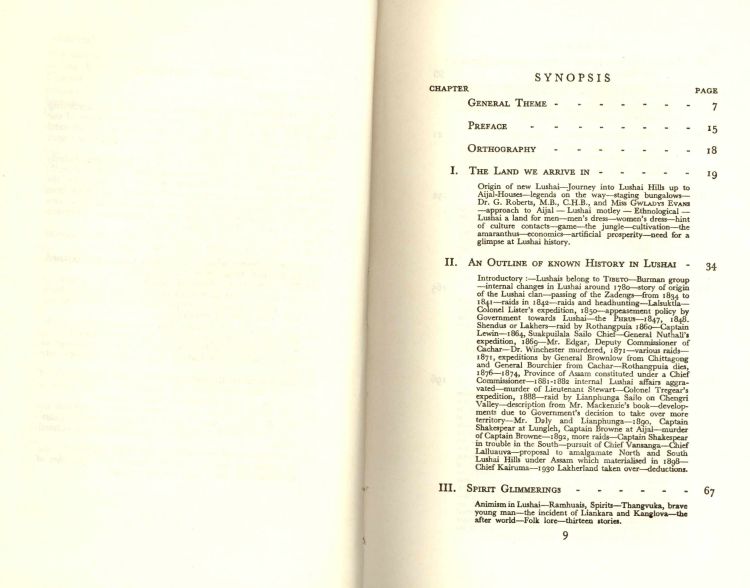 SYNOPSIS
CHAPTER PAGE
GENERAL THEME - - - - - - - 7
PREFACE - - - - - - - 15
ORTHOGRAPHY - - - - - - - 18
I. THE LAND WE ARRIVE IN - - - - - 19
Origin of new Lushai—Journey into Lushai Hills up to
Aijal-Houses—legends on the way—staging bungalows—
Dr. G. Roberts, M.B., C.H.B., and Miss GWLADYS EVANS
—approach to Aijal — Lushai motley — Ethnological —
Lushai a land for men—men's dress—women's dress—hint
of culture contacts—game—the jungle—cultivation—the
amaranthus—economics—artificial prosperity—need for a
glimpse at Lushai history.
II. AN OUTLINE OF KNOWN HISTORY IN LUSHAI - 34
Introductory :—Lushais belong to TIBETO—Burman group
—internal changes in Lushai around 1780—story of origin
of the Lushai clan—passing of the Zadengs—from 1834 to
1841—raids in 1842—raids and headhunting—Lalsuktla—
Colonel Lister's expedition, 1850—appeasement policy by
Government towards Lushai—the PHRUS—1847, 1848.
Shendus or Lakhers—raid by Rothangpuia 1860—Captain
Lewin—1864, Suakpuilala Sailo Chief—General Nuthall's
expedition, 1869—Mr. Edgar, Deputy Commissioner of
Cachar—Dr. Winchester murdered, 1871—various raids—
1871, expeditions by General Brownlow from Chittagong
and General Bourchier from Cachar—Rothangpuia dies,
1876—1874, Province of Assam constituted under a Chief
Commissioner—1881-1882 internal Lushai affairs aggra-
vated—murder of Lieutenant Stewart—Colonel Tregear's
expedition, 1888—raid by Lianphunga Sailo on Chengri
Valley—description from Mr. Mackenzie's book—develop-
ments due to Government's decision to take over more
territory—Mr. Daly and Lianphunga—1890, Captain
Shakespear at Lungleh, Captain Browne at Aijal—murder
of Captain Browne—1892, more raids—Captain Shakespear
in trouble in the South—pursuit of Chief Vansanga—Chief
Lalluauva—proposal to amalgamate North and South
Lushai Hills under Assam which materialised in 1898—
Chief Kairuma—1930 Lakherland taken over—deductions.
III. SPIRIT GLIMMERINGS - - - - - - 67
Animism in Lushai—Ramhuais, Spirits—Thangvuka, brave
young man—the incident of Liankara and Kanglova—the
after world—Folk lore—thirteen stories.
9